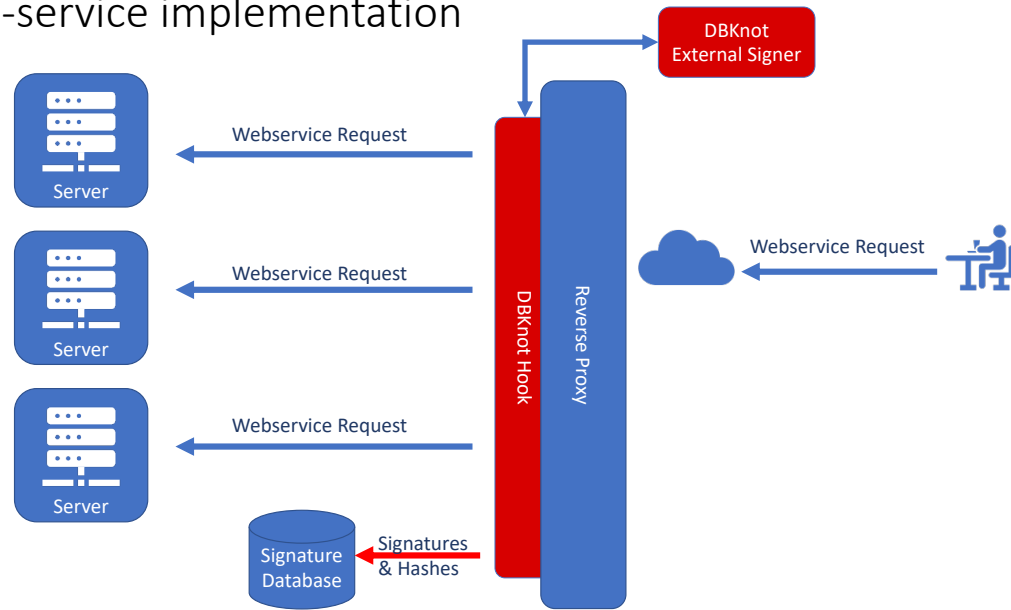 -service implementation
DBKnot
External Signer
Webservice Request
Server
Webservice Request
Webservice Request
Server
DBKnot Hook
Reverse Proxy
Webservice Request
Server
Signature
Database
Signatures
& Hashes